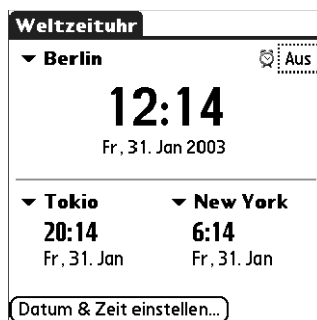 Weltzeituhr
Berlin Aus
12:14
Fr, 31. Jan 2003
Tokio New York
20:14 6:14
Fr, 31. Jan Fr, 31. Jan
Datum & Zeit einstellen...